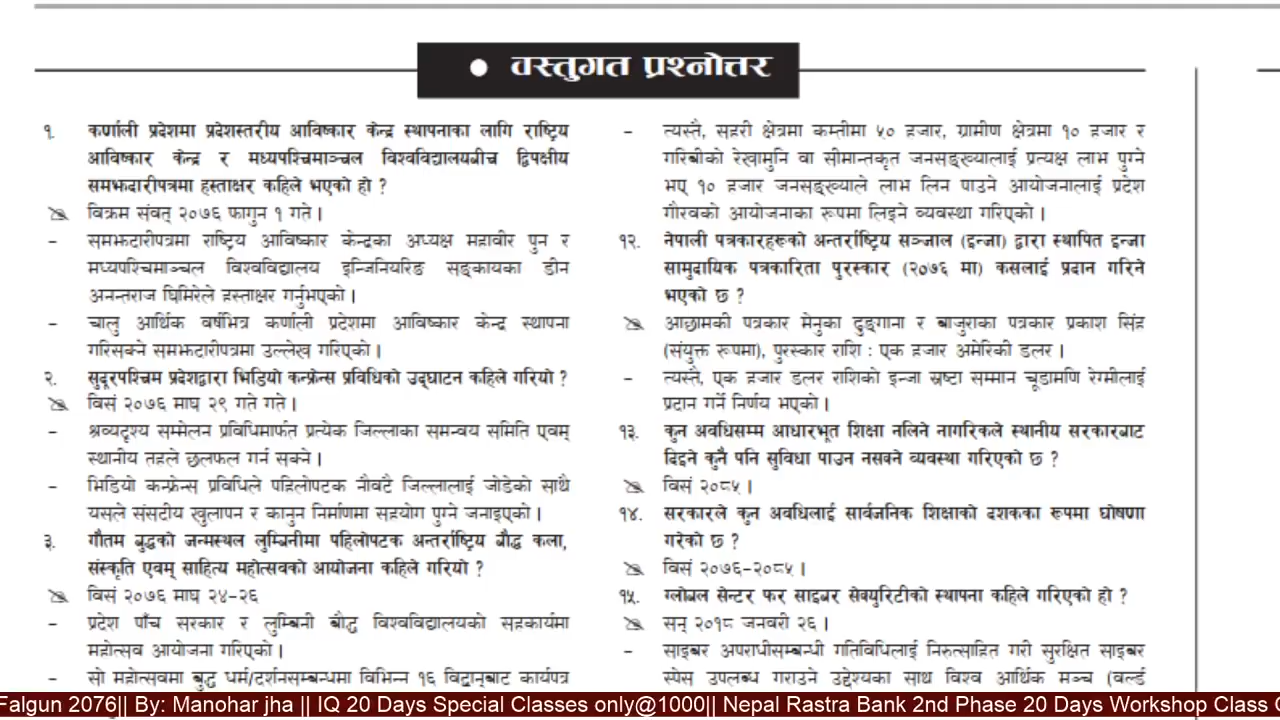 ● वस्तुगत प्रश्नोत्तर
१. कर्णाली प्रदेशमा प्रदेशस्तरीय आविष्कार केन्द्र स्थापनाका लागि राष्ट्रिय
आविष्कार केन्द्र र मध्यपश्चिमाञ्चल विश्वविद्यालयबीच द्विपक्षीय
समझदारीपत्रमा हस्ताक्षर कहिले भएको हो ?
विक्रम संवत् २०७६ फागुन १ गते ।
- समझदारीपत्रमा राष्ट्रिय आविष्कार केन्द्रका अध्यक्ष महावीर पुन र
मध्यपश्चिमाञ्चल विश्वविद्यालय इन्जिनियरिङ सङ्कायका डीन
अनन्तराज घिमिरेले हस्ताक्षर गर्नुभएको ।
- चालु आर्थिक वर्षभित्र कर्णाली प्रदेशमा आविष्कार केन्द्र स्थापना
गरिसक्ने समझदारीपत्रमा उल्लेख गरिएको ।
२. सुदूरपश्चिम प्रदेशद्वारा भिडियो कन्फ्रेन्स प्रविधिको उद्घाटन कहिले गरियो ?
विसं २०७६ माघ २९ गते गते ।
- श्रव्यदृश्य सम्मेलन प्रविधिमार्फत प्रत्येक जिल्लाका समन्वय समिति एवम्
स्थानीय तहले छलफल गर्न सक्ने ।
- भिडियो कन्फ्रेन्स प्रविधिले पहिलोपटक नौवटै जिल्लालाई जोडेको साथै
यसले संसदीय खुलापन र कानुन निर्माणमा सहयोग पुग्ने जनाइएको ।
३. गौतम बुद्धको जन्मस्थल लुम्बिनीमा पहिलोपटक अन्तर्राष्ट्रिय बौद्ध कला,
संस्कृति एवम् साहित्य महोत्सवको आयोजना कहिले गरियो ?
विसं २०७६ माघ २४-२६
- प्रदेश पाँच सरकार र लुम्बिनी बौद्ध विश्वविद्यालयको सहकार्यमा
महोत्सव आयोजना गरिएको ।
- सो महोत्सवमा बुद्ध धर्म/दर्शनसम्बन्धमा विभिन्न १६ विद्वान्‌बाट कार्यपत्र
- त्यस्तै, सहरी क्षेत्रमा कम्तीमा ५० हजार, ग्रामीण क्षेत्रमा १० हजार र
गरिबीको रेखामुनि वा सीमान्तकृत जनसङ्ख्यालाई प्रत्यक्ष लाभ पुग्ने
भए १० हजार जनसङ्ख्याले लाभ लिन पाउने आयोजनालाई प्रदेश
गौरवको आयोजनाका रूपमा लिइने व्यवस्था गरिएको ।
१२. नेपाली पत्रकारहरूको अन्तर्राष्ट्रिय सञ्जाल (इन्जा) द्वारा स्थापित इन्जा
सामुदायिक पत्रकारिता पुरस्कार (२०७६ मा) कसलाई प्रदान गरिने
भएको छ ?
आछामकी पत्रकार मेनुका ढुङ्गाना र बाजुराका पत्रकार प्रकाश सिंह
(संयुक्त रूपमा), पुरस्कार राशि : एक हजार अमेरिकी डलर ।
- त्यस्तै, एक हजार डलर राशिको इन्जा स्रष्टा सम्मान चूडामणि रेग्मीलाई
प्रदान गर्ने निर्णय भएको ।
१३. कुन अवधिसम्म आधारभूत शिक्षा नलिने नागरिकले स्थानीय सरकारबाट
दिइने कुनै पनि सुविधा पाउन नसक्ने व्यवस्था गरिएको छ ?
विसं २०८५ ।
१४. सरकारले कुन अवधिलाई सार्वजनिक शिक्षाको दशकका रूपमा घोषणा
गरेको छ ?
विसं २०७६-२०८५ ।
१५. ग्लोबल सेन्टर फर साइबर सेक्युरिटीको स्थापना कहिले गरिएको हो ?
सन् २०१८ जनवरी २६ ।
- साइबर अपराधीसम्बन्धी गतिविधिलाई निरुत्साहित गरी सुरक्षित साइबर
स्पेस उपलब्ध गराउने उद्देश्यका साथ विश्व आर्थिक मञ्च (वर्ल्ड
Falgun 2076|| By: Manohar jha || IQ 20 Days Special Classes only@1000|| Nepal Rastra Bank 2nd Phase 20 Days Workshop Class